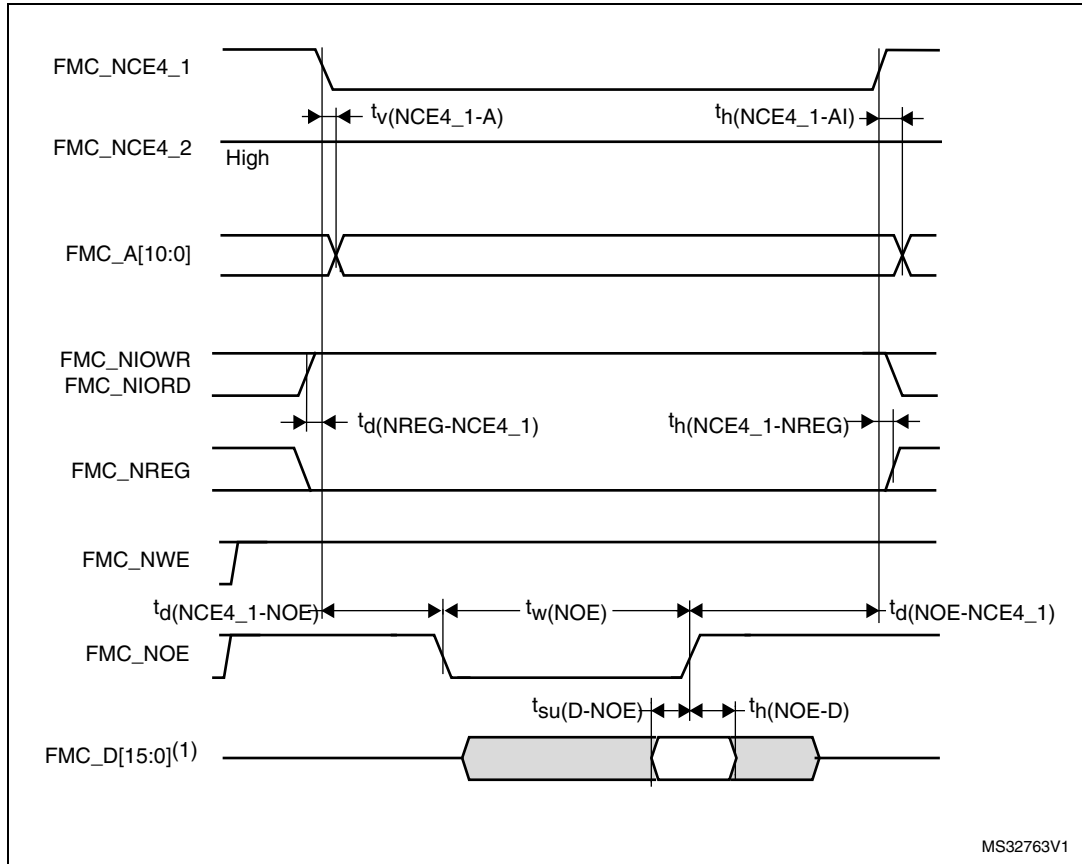 FMC_NCE4_1
tv(NCE4_1-A)
th(NCE4_1-AI)
FMC_NCE4_2
High
FMC_A[10:0]
FMC_NIOWR
FMC_NIORD
td(NREG-NCE4_1)
th(NCE4_1-NREG)
FMC_NREG
FMC_NWE
td(NCE4_1-NOE)
tw(NOE)
td(NOE-NCE4_1)
FMC_NOE
tsu(D-NOE)
th(NOE-D)
FMC_D[15:0](1)
MS32763V1